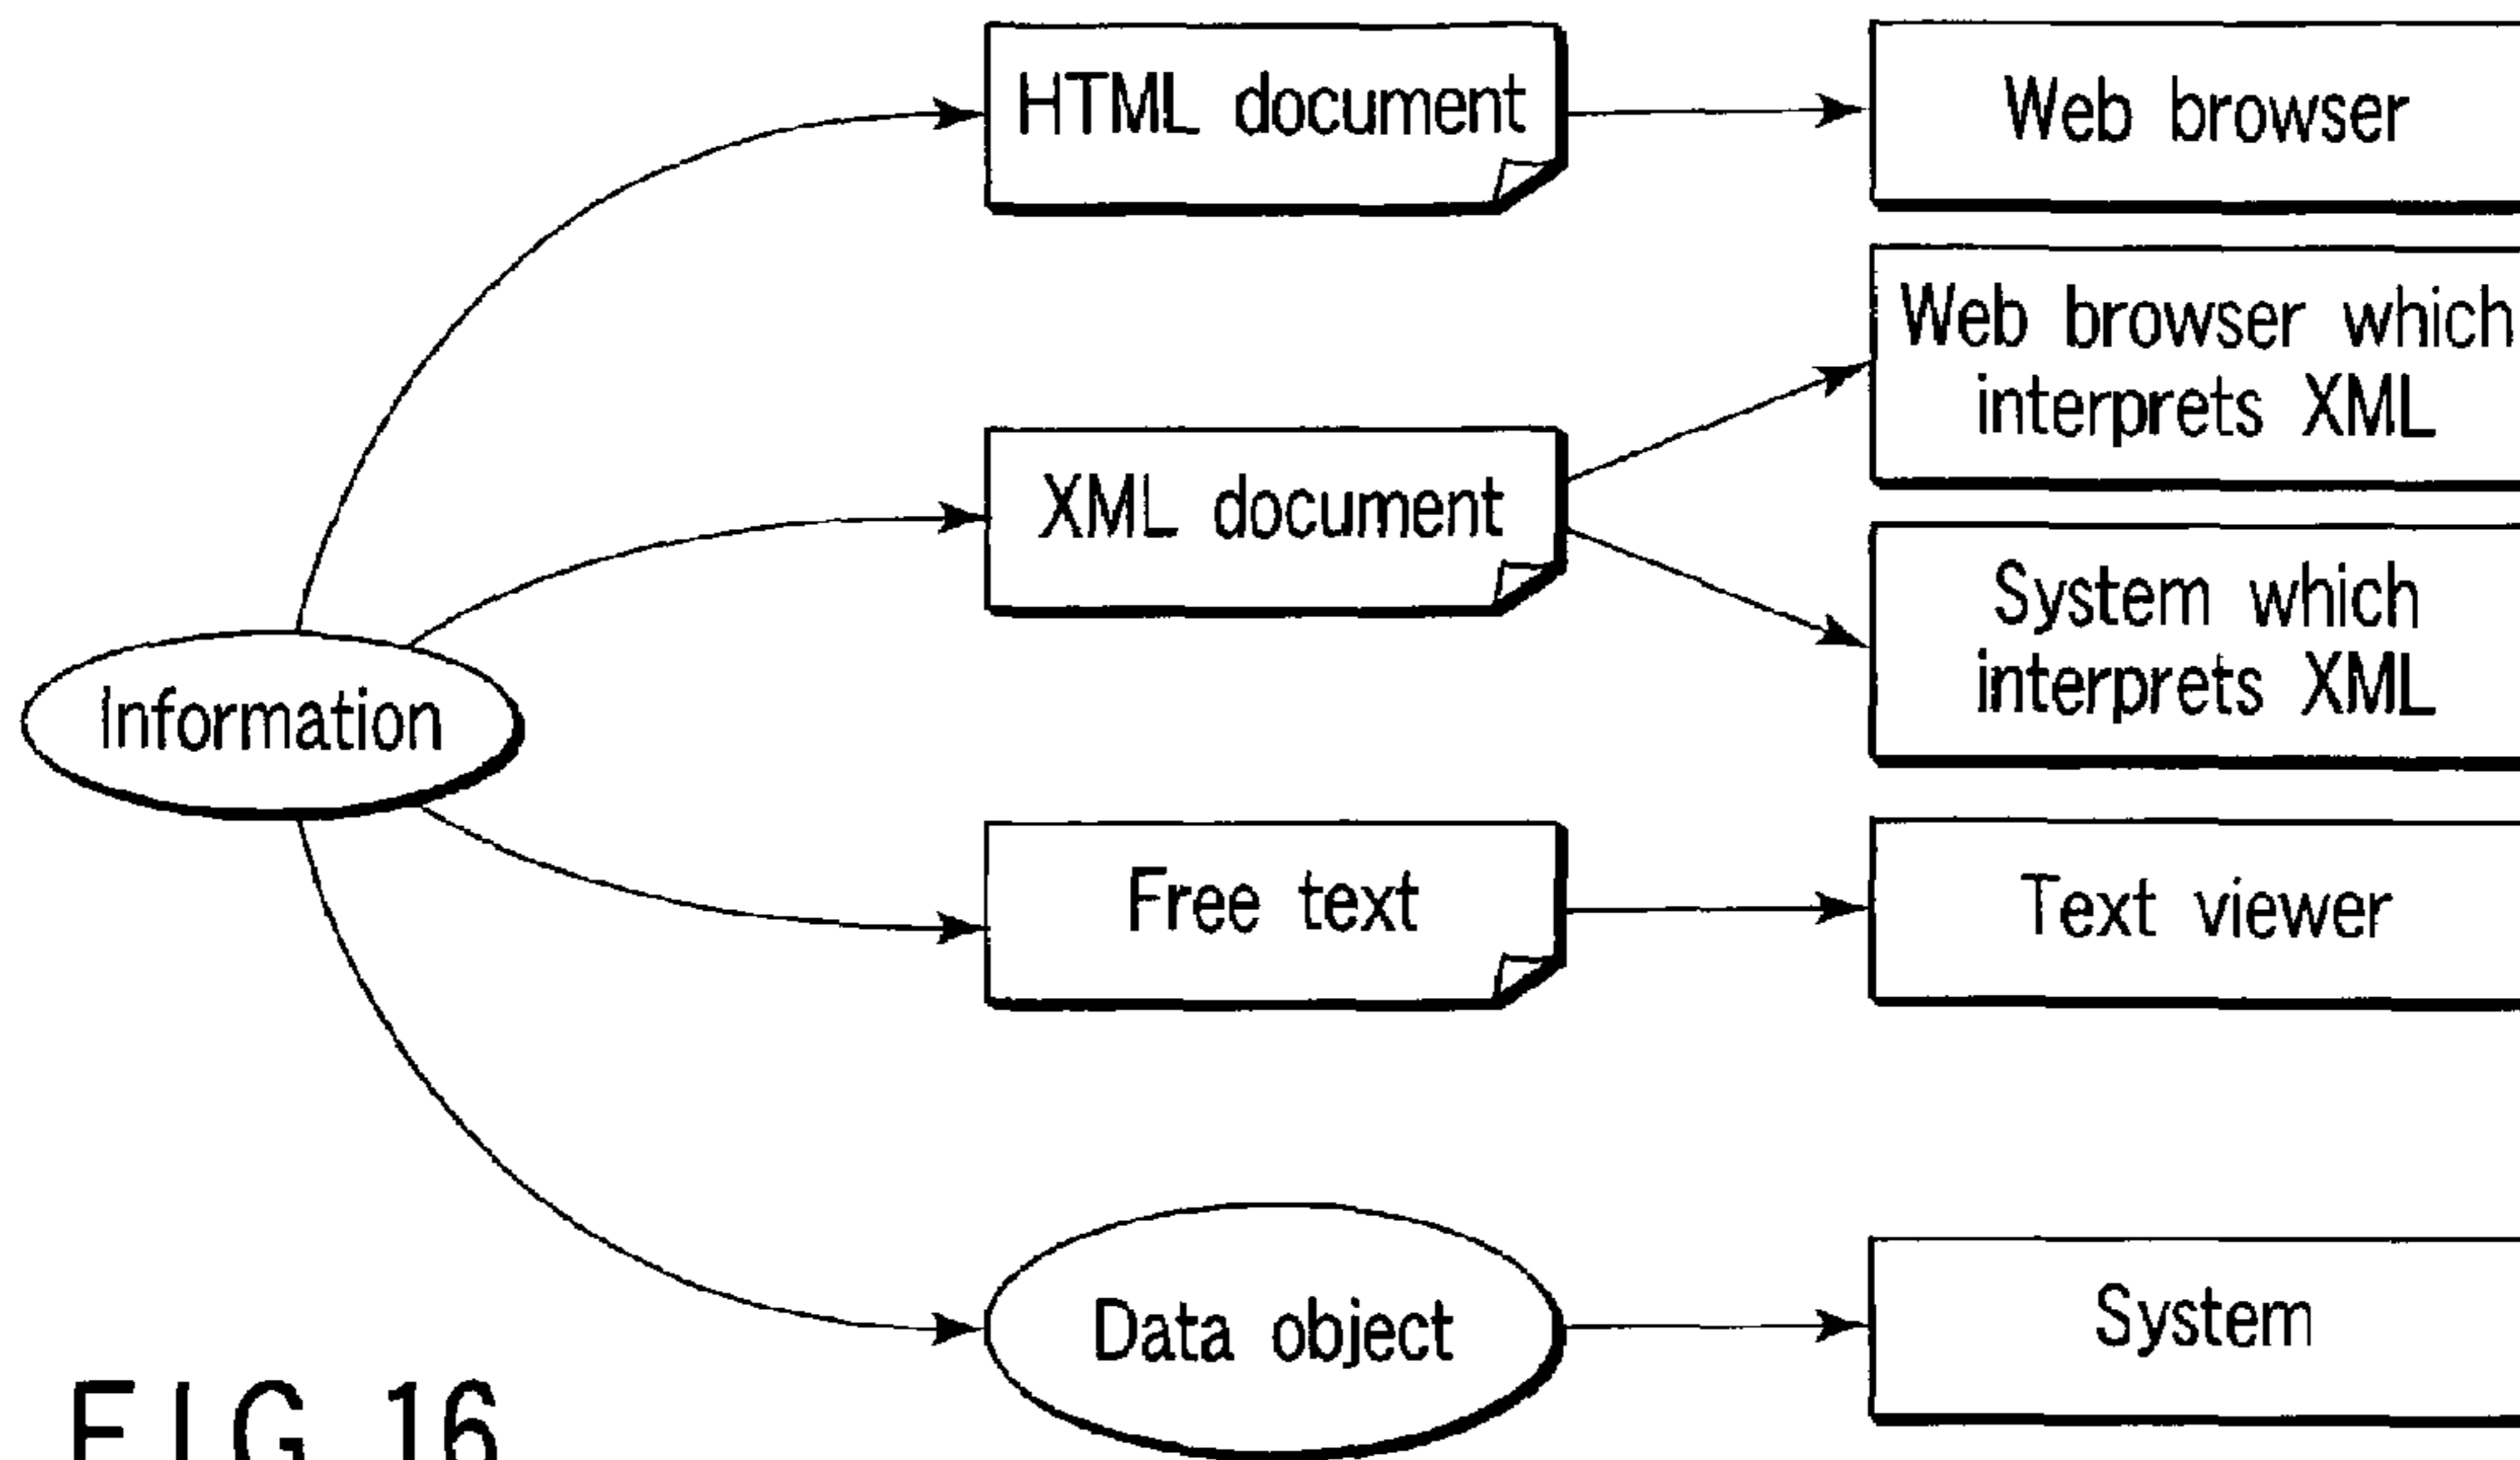 HTML document
Web browser
Web browser which
interprets XML
XML document
System which
interprets XML
Information
Free text
Text viewer
Data object
System
FIG 16